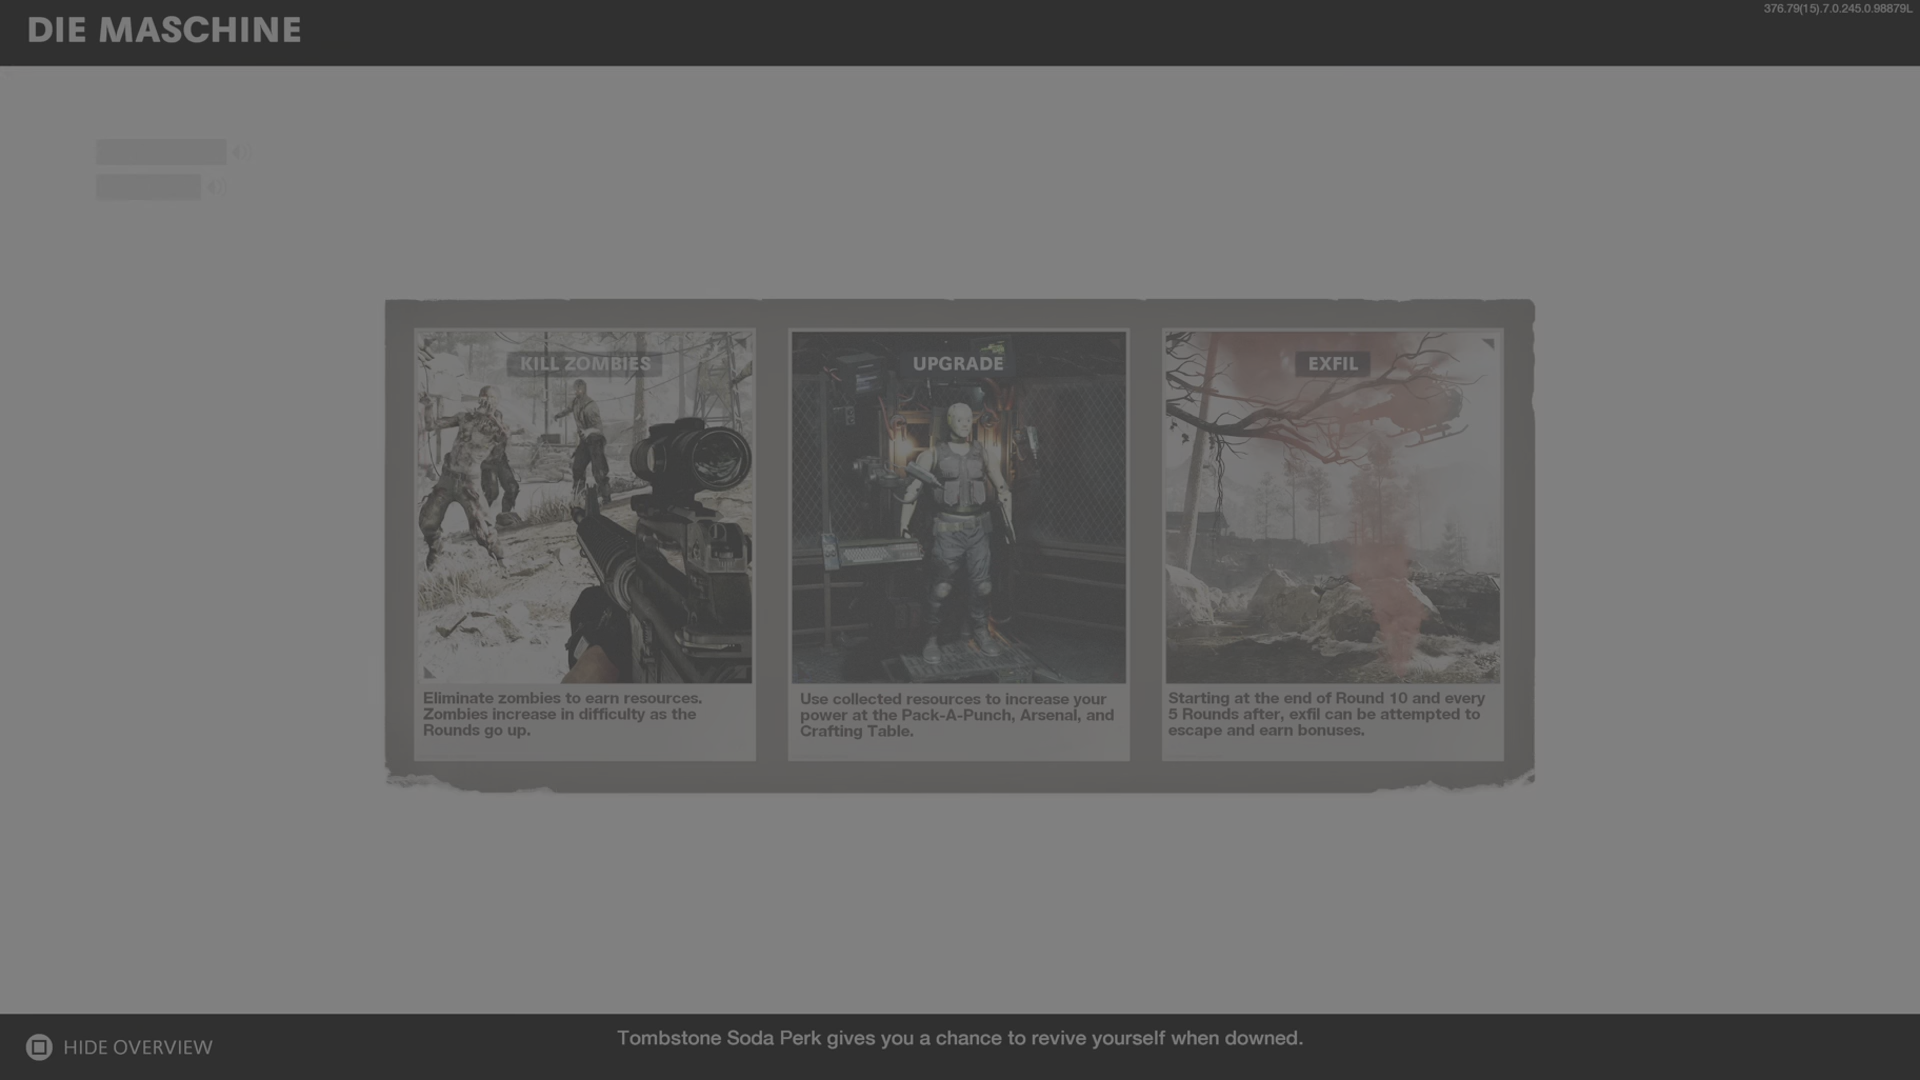 DIE MASCHINE
376.79(15).7.0.245.0.98879L
KILL ZOMBIES
Eliminate zombies to earn resources.
Zombies increase in difficulty as the
Rounds go up.
UPGRADE
Use collected resources to increase your
power at the Pack-A-Punch, Arsenal, and
Crafting Table.
EXFIL
Starting at the end of Round 10 and every
5 Rounds after, exfil can be attempted to
escape and earn bonuses.
HIDE OVERVIEW
Tombstone Soda Perk gives you a chance to revive yourself when downed.